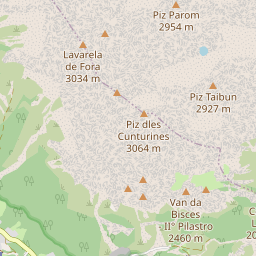 Piz Parom
2954 m
Lavarela
de Fora
3034 m
Piz Taibun
2927 m
Piz dles
Cunturines
3064 m
Van da
Bisces
II° Pilastro
2460 m